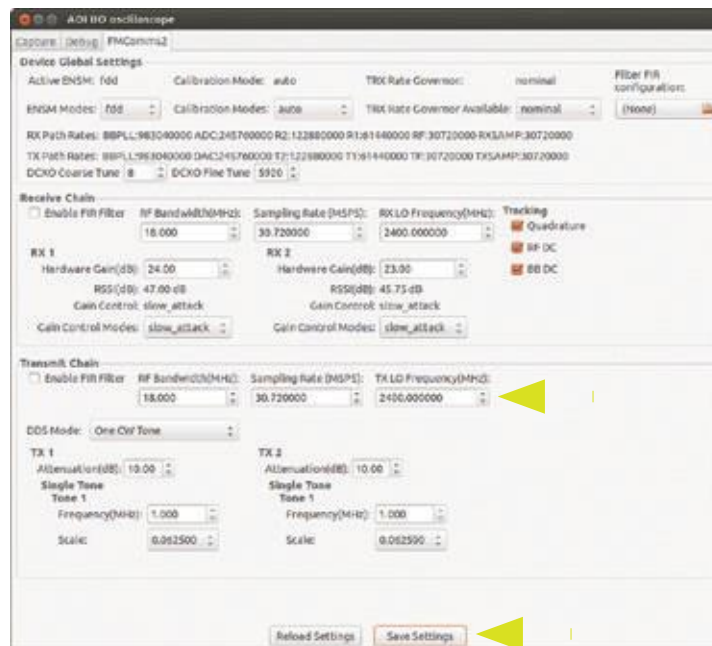 ADI IIO oscilloscope
Capture Debug FMComms2
Device Global Settings
Active ENSM: fdd Calibration Mode: auto TRX Rate Governor: nominal Filter FIR configuration:
ENSM Modes: fdd Calibration Modes: auto TRX Rate Governor Available: nominal (None)
RX Path Rates: BBPLL:983040000 ADC:245760000 R2:122880000 R1:61440000 RF:30720000 RXSAMP:30720000
TX Path Rates: BBPLL:983040000 DAC:245760000 T2:122880000 T1:61440000 TF:30720000 TXSAMP:30720000
DCXO Coarse Tune 8 DCXO Fine Tune 5920
Receive Chain
Enable FIR Filter RF Bandwidth(MHz): Sampling Rate (MSPS): RX LO Frequency(MHz): Tracking
18.000 30.720000 2400.000000 Quadrature
RX 1 RX 2 RF DC
Hardware Gain(dB): 24.00 Hardware Gain(dB): 23.00 BB DC
RSSI(dB): 47.00 dB RSSI(dB): 45.75 dB
Gain Control: slow_attack Gain Control: slow_attack
Gain Control Modes: slow_attack Gain Control Modes: slow_attack
Transmit Chain
Enable FIR Filter RF Bandwidth(MHz): Sampling Rate (MSPS): TX LO Frequency(MHz):
18.000 30.720000 2400.000000
DDS Mode: One CW Tone
TX 1 TX 2
Attenuation(dB): 10.00 Attenuation(dB): 10.00
Single Tone Single Tone
Tone 1 Tone 1
Frequency(MHz): 1.000 Frequency(MHz): 1.000
Scale: 0.062500 Scale: 0.062500
Reload Settings Save Settings